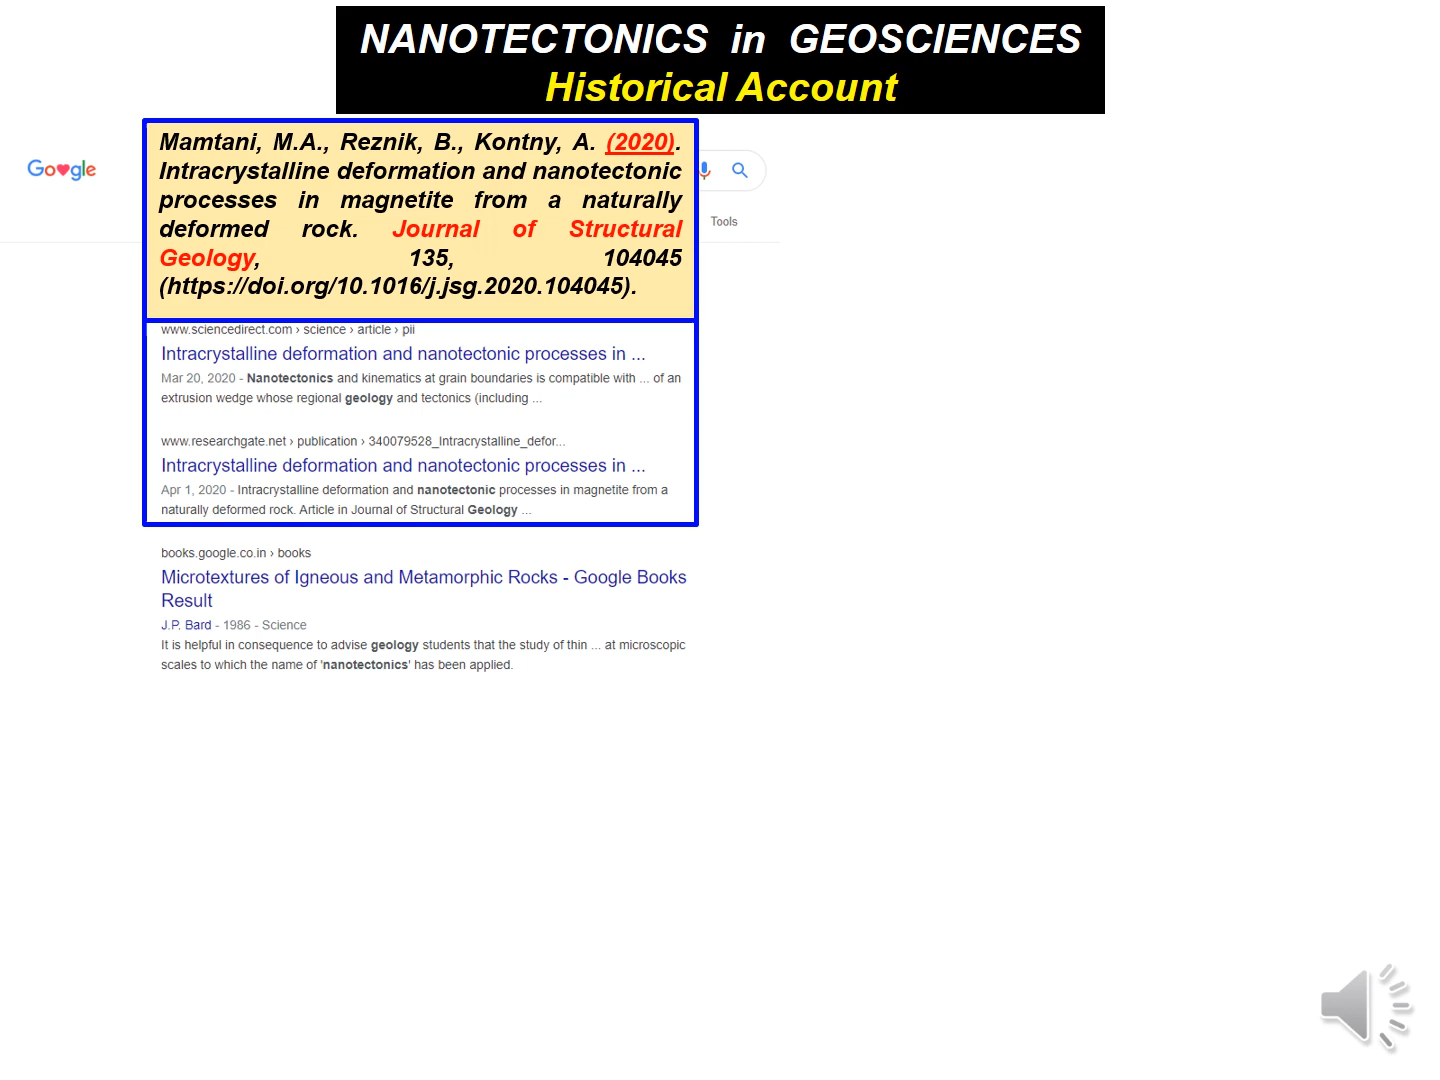 NANOTECTONICS in GEOSCIENCES
Historical Account
Mamtani, M.A., Reznik, B., Kontny, A. (2020).
Intracrystalline deformation and nanotectonic
processes in magnetite from a naturally
deformed rock. Journal of Structural
Geology, 135, 104045
(https://doi.org/10.1016/j.jsg.2020.104045).
Go♥gle
Tools
www.sciencedirect.com › science › article › pii
Intracrystalline deformation and nanotectonic processes in ...
Mar 20, 2020 - Nanotectonics and kinematics at grain boundaries is compatible with ... of an
extrusion wedge whose regional geology and tectonics (including ...
www.researchgate.net › publication › 340079528_Intracrystalline_defor...
Intracrystalline deformation and nanotectonic processes in ...
Apr 1, 2020 - Intracrystalline deformation and nanotectonic processes in magnetite from a
naturally deformed rock. Article in Journal of Structural Geology ...
books.google.co.in › books
Microtextures of Igneous and Metamorphic Rocks - Google Books
Result
J.P. Bard - 1986 - Science
It is helpful in consequence to advise geology students that the study of thin ... at microscopic
scales to which the name of 'nanotectonics' has been applied.